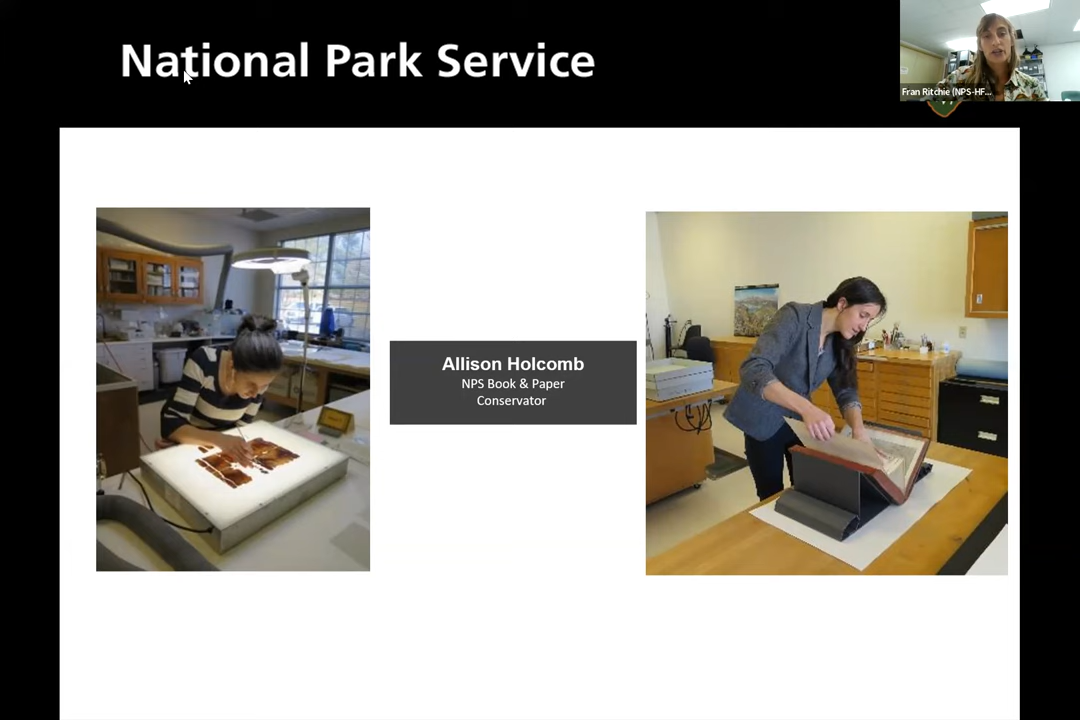 National Park Service
Fran Ritchie (NPS-HF...
Allison Holcomb
NPS Book & Paper
Conservator